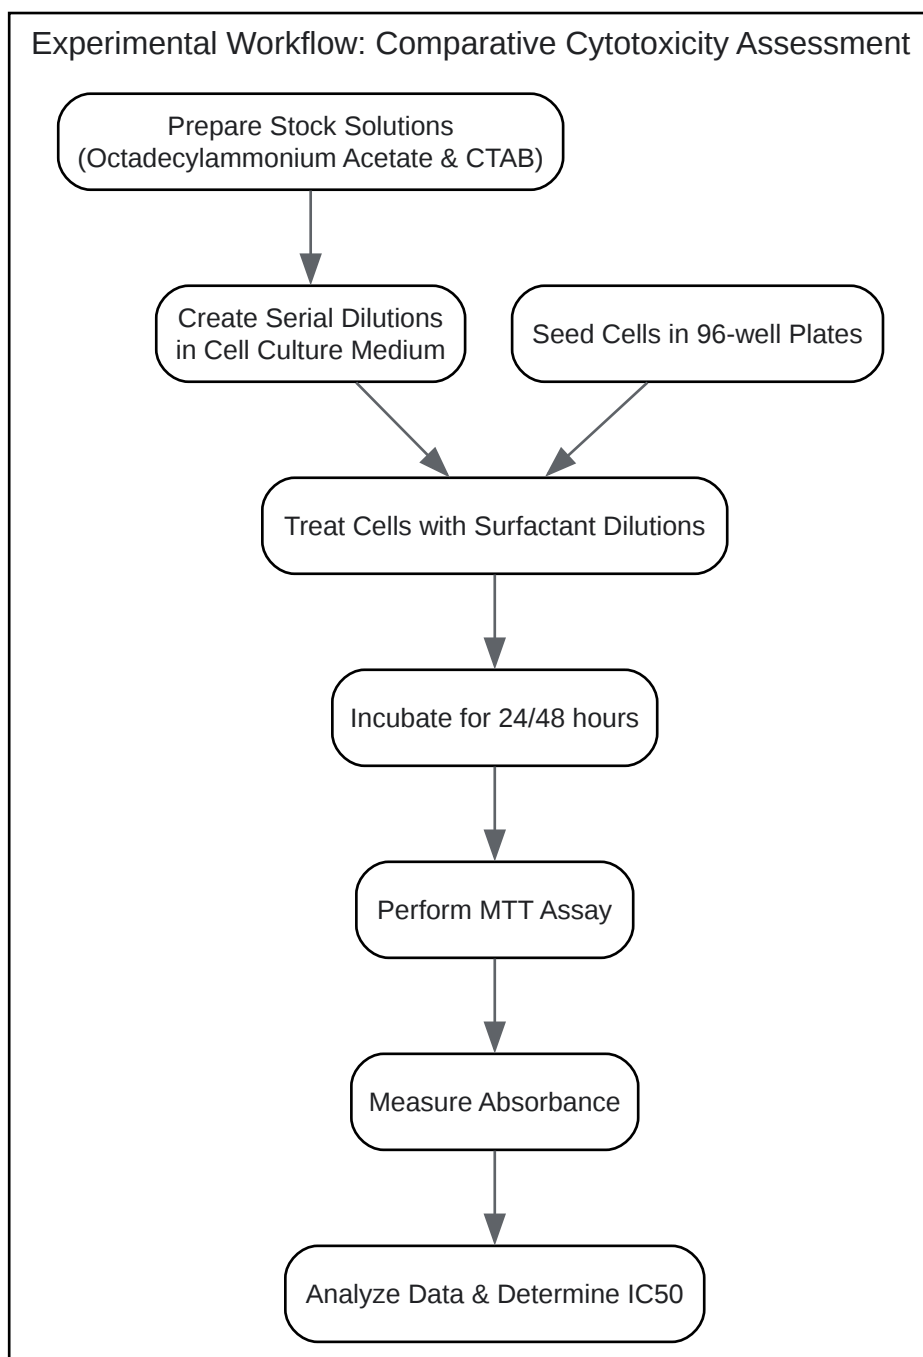 Experimental Workflow: Comparative Cytotoxicity Assessment
Prepare Stock Solutions
(Octadecylammonium Acetate & CTAB)
Create Serial Dilutions
in Cell Culture Medium
Seed Cells in 96-well Plates
Treat Cells with Surfactant Dilutions
Incubate for 24/48 hours
Perform MTT Assay
Measure Absorbance
Analyze Data & Determine IC50